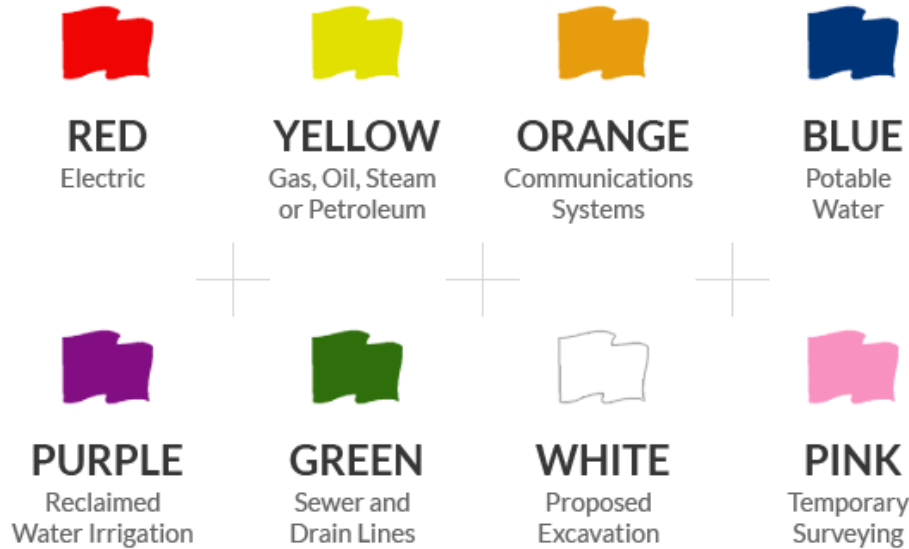 RED
Electric
YELLOW
Gas, Oil, Steam
or Petroleum
ORANGE
Communications
Systems
BLUE
Potable
Water
PURPLE
Reclaimed
Water Irrigation
GREEN
Sewer and
Drain Lines
WHITE
Proposed
Excavation
PINK
Temporary
Surveying